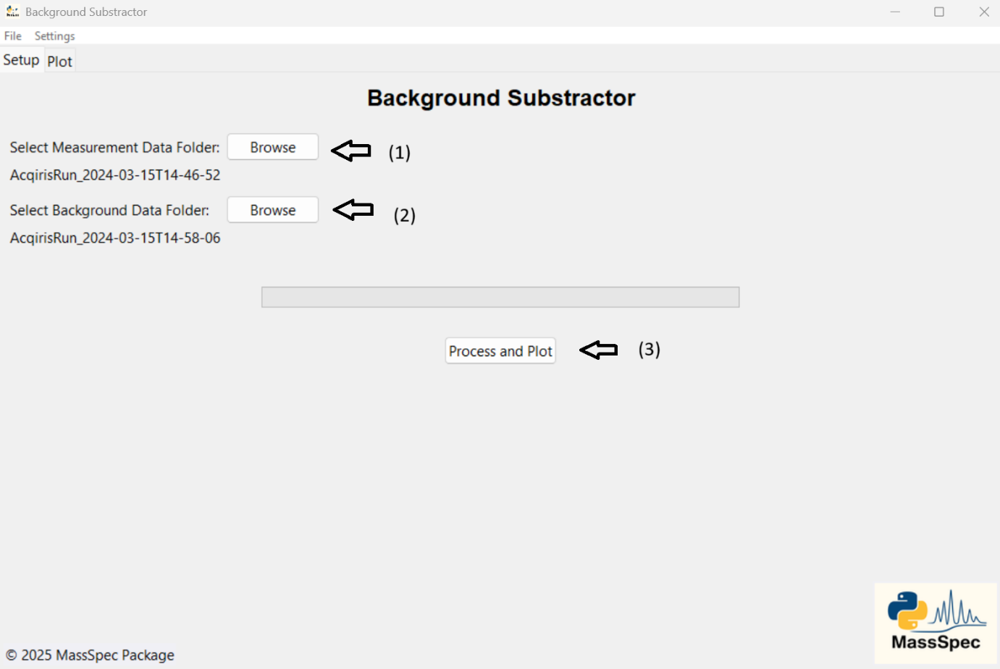 Background Substractor
File Settings
Setup Plot
Background Substractor
Select Measurement Data Folder: Browse (1)
AcqirisRun_2024-03-15T14-46-52
Select Background Data Folder: Browse (2)
AcqirisRun_2024-03-15T14-58-06
Process and Plot (3)
MassSpec
© 2025 MassSpec Package